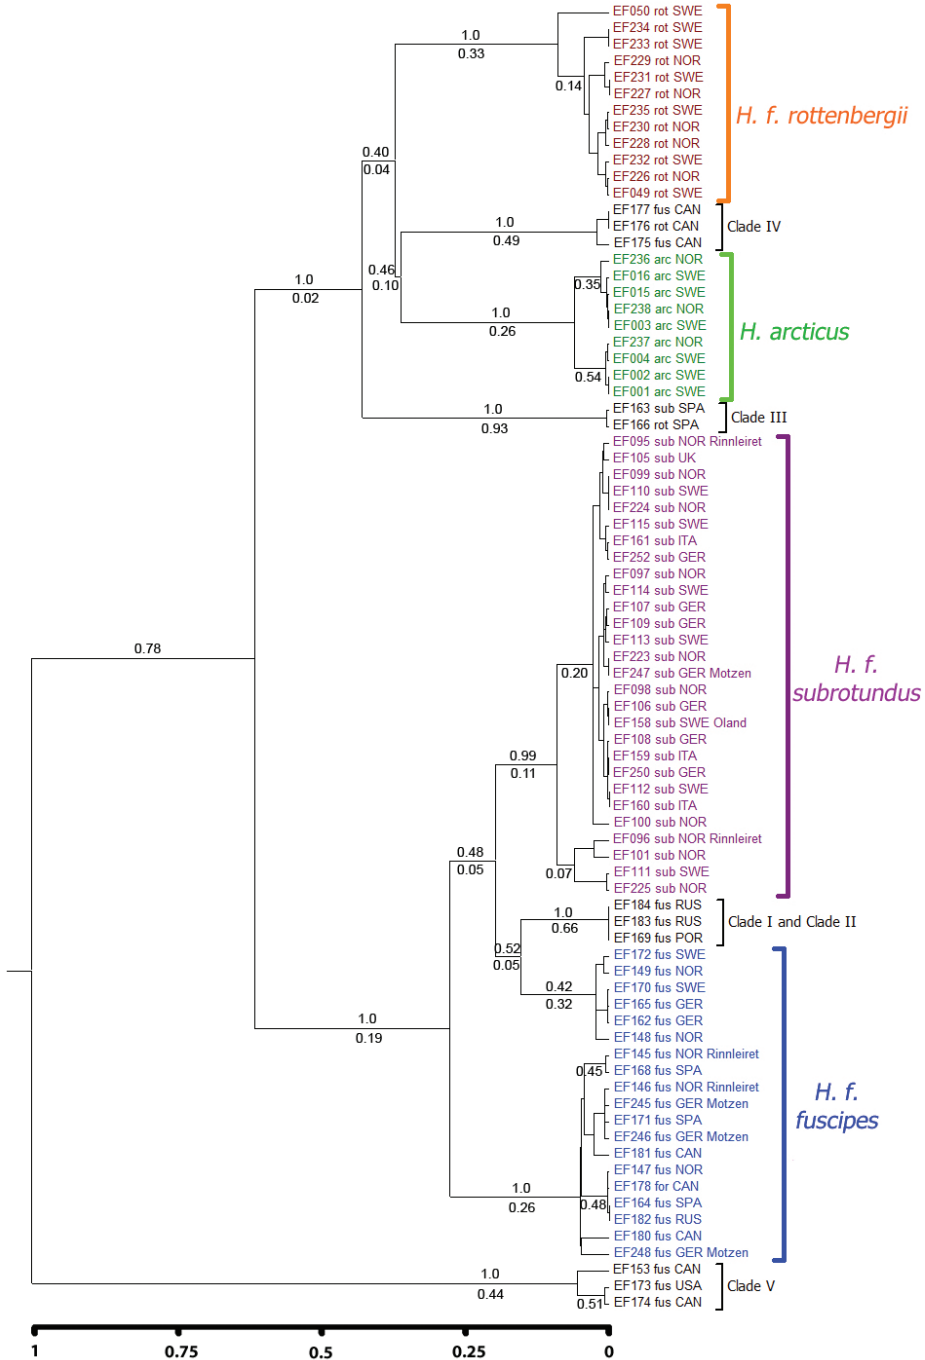 EF050 rot SWE
EF234 rot SWE
1.0
EF233 rot SWE
0.33
EF229 rot NOR
EF231 rot SWE
0.14
EF227 rot NOR
EF235 rot SWE
H. f. rottenbergii
EF230 rot NOR
EF228 rot NOR
0.40
EF232 rot SWE
0.04
EF226 rot NOR
EF049 rot SWE
EF177 fus CAN
1.0
EF176 rot CAN
Clade IV
0.49
EF175 fus CAN
EF236 arc NOR
0.46
EF016 arc SWE
1.0
0.10
0.35
0.02
EF015 arc SWE
EF238 arc NOR
1.0
EF003 arc SWE
0.26
H. arcticus
EF237 arc NOR
EF004 arc SWE
0.54
EF002 arc SWE
EF001 arc SWE
1.0
EF163 sub SPA
Clade III
0.93
EF166 rot SPA
EF095 sub NOR Rinnleiret
EF105 sub UK
EF099 sub NOR
EF110 sub SWE
EF224 sub NOR
EF115 sub SWE
EF161 sub ITA
EF252 sub GER
EF097 sub NOR
EF114 sub SWE
EF107 sub GER
EF109 sub GER
EF113 sub SWE
0.78
EF223 sub NOR
H. f.
subrotundus
0.20
EF247 sub GER Motzen
EF098 sub NOR
EF106 sub GER
EF158 sub SWE Oland
EF108 sub GER
0.99
EF159 sub ITA
0.11
EF250 sub GER
EF112 sub SWE
EF160 sub ITA
EF100 sub NOR
EF096 sub NOR Rinnleiret
0.48
EF101 sub NOR
0.05
0.07
EF111 sub SWE
EF225 sub NOR
EF184 fus RUS
1.0
EF183 fus RUS
Clade I and Clade II
0.66
EF169 fus POR
0.52
EF172 fus SWE
0.05
EF149 fus NOR
0.42
EF170 fus SWE
0.32
EF165 fus GER
1.0
EF162 fus GER
0.19
EF148 fus NOR
EF145 fus NOR Rinnleiret
0.45
EF168 fus SPA
EF146 fus NOR Rinnleiret
H. f.
fuscipes
EF245 fus GER Motzen
EF171 fus SPA
EF246 fus GER Motzen
EF181 fus CAN
EF147 fus NOR
1.0
EF178 for CAN
0.26
0.48
EF164 fus SPA
EF182 fus RUS
EF180 fus CAN
EF248 fus GER Motzen
EF153 fus CAN
1.0
EF173 fus USA
Clade V
0.44
0.51
EF174 fus CAN
1 0.75 0.5 0.25 0